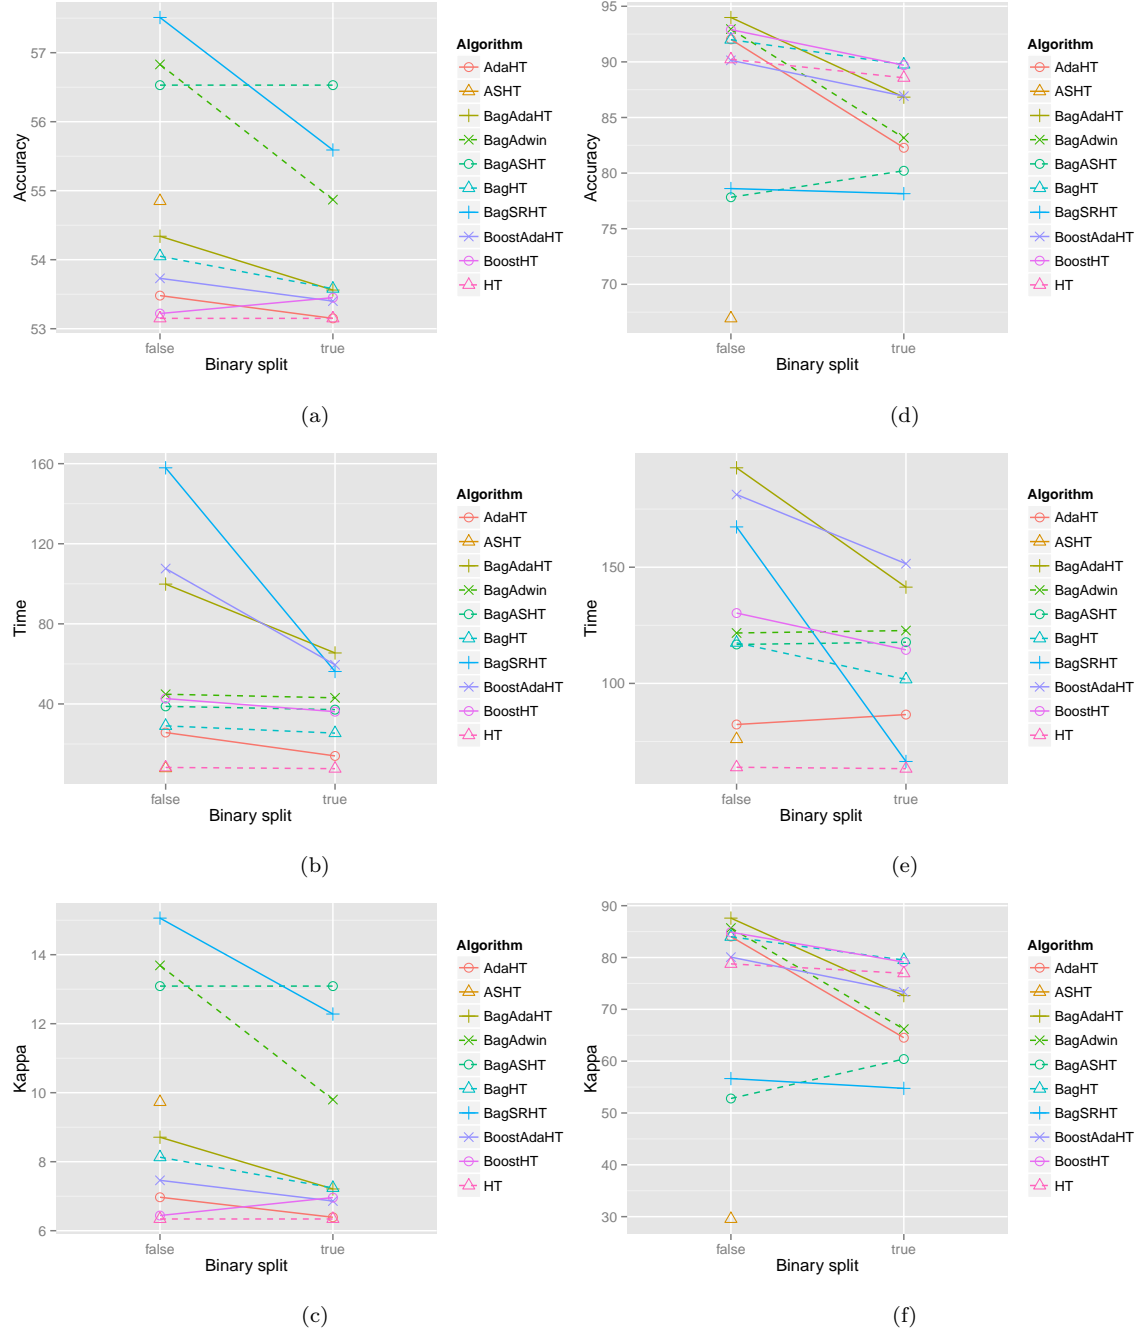 57
56
55
54
53
Accuracy
false
true
Binary split
Algorithm
AdaHT
ASHT
BagAdaHT
BagAdwin
BagASHT
BagHT
BagSRHT
BoostAdaHT
BoostHT
HT
(a)
95
90
85
80
75
70
Accuracy
false
true
Binary split
Algorithm
AdaHT
ASHT
BagAdaHT
BagAdwin
BagASHT
BagHT
BagSRHT
BoostAdaHT
BoostHT
HT
(d)
160
120
80
40
Time
false
true
Binary split
Algorithm
AdaHT
ASHT
BagAdaHT
BagAdwin
BagASHT
BagHT
BagSRHT
BoostAdaHT
BoostHT
HT
(b)
150
100
Time
false
true
Binary split
Algorithm
AdaHT
ASHT
BagAdaHT
BagAdwin
BagASHT
BagHT
BagSRHT
BoostAdaHT
BoostHT
HT
(e)
14
12
10
8
6
Kappa
false
true
Binary split
Algorithm
AdaHT
ASHT
BagAdaHT
BagAdwin
BagASHT
BagHT
BagSRHT
BoostAdaHT
BoostHT
HT
(c)
90
80
70
60
50
40
30
Kappa
false
true
Binary split
Algorithm
AdaHT
ASHT
BagAdaHT
BagAdwin
BagASHT
BagHT
BagSRHT
BoostAdaHT
BoostHT
HT
(f)